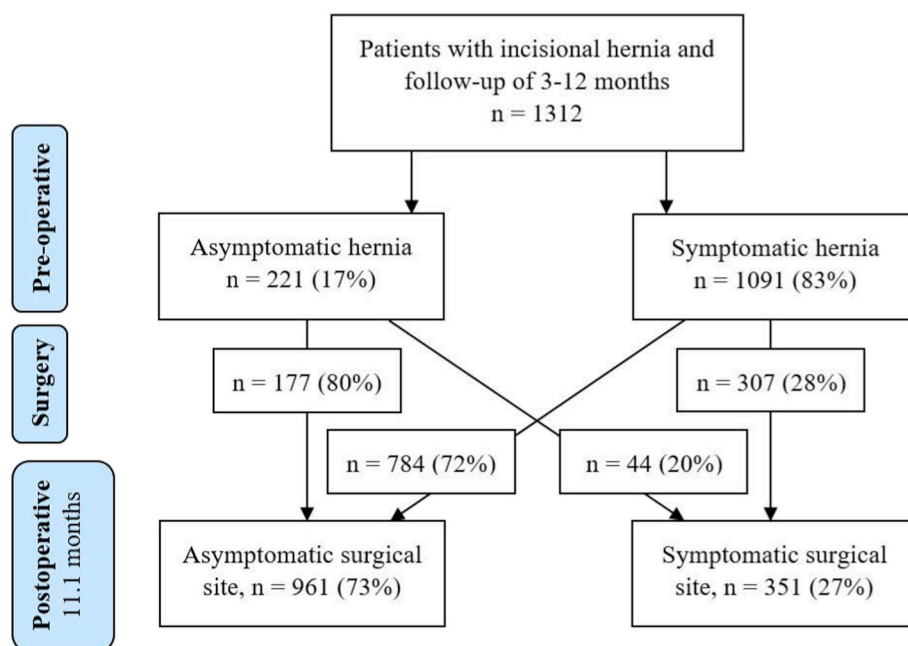 Patients with incisional hernia and
follow-up of 3-12 months
n = 1312
Pre-operative
Asymptomatic hernia
n = 221 (17%)
Symptomatic hernia
n = 1091 (83%)
Surgery
n = 177 (80%)
n = 307 (28%)
n = 784 (72%)
n = 44 (20%)
Postoperative
11.1 months
Asymptomatic surgical
site, n = 961 (73%)
Symptomatic surgical
site, n = 351 (27%)